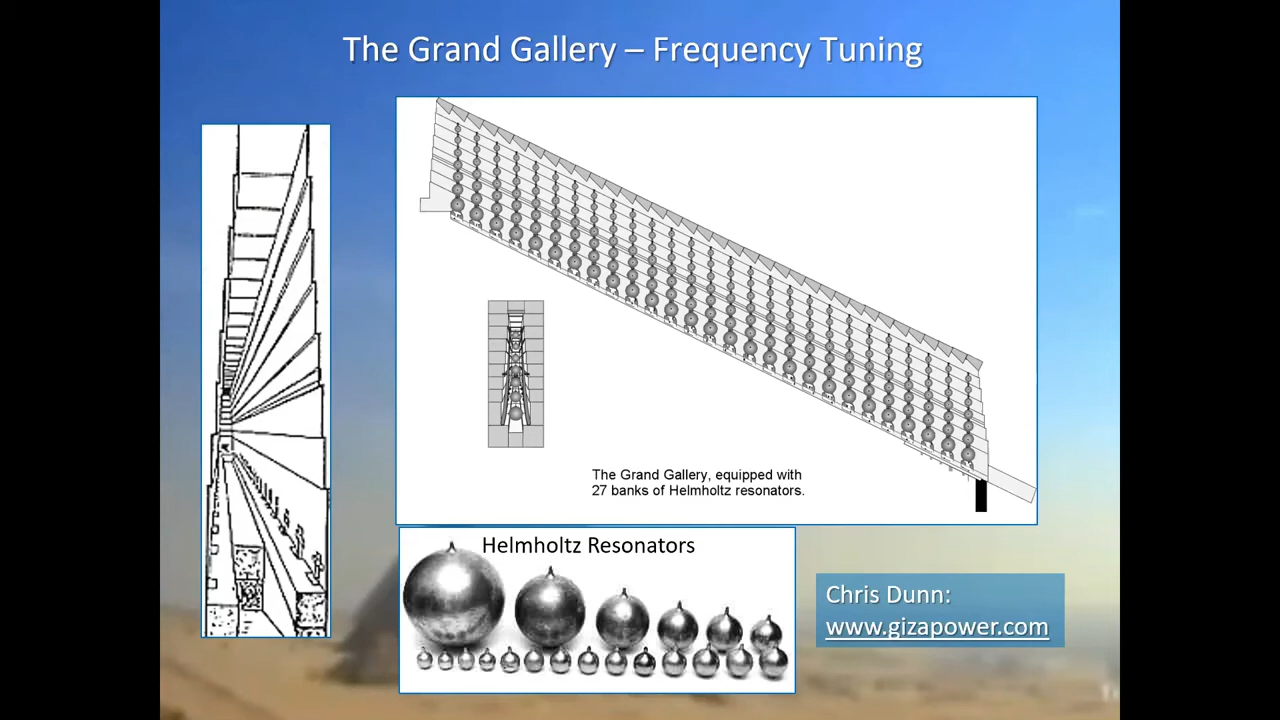 The Grand Gallery – Frequency Tuning
The Grand Gallery, equipped with
27 banks of Helmholtz resonators.
Helmholtz Resonators
Chris Dunn:
www.gizapower.com